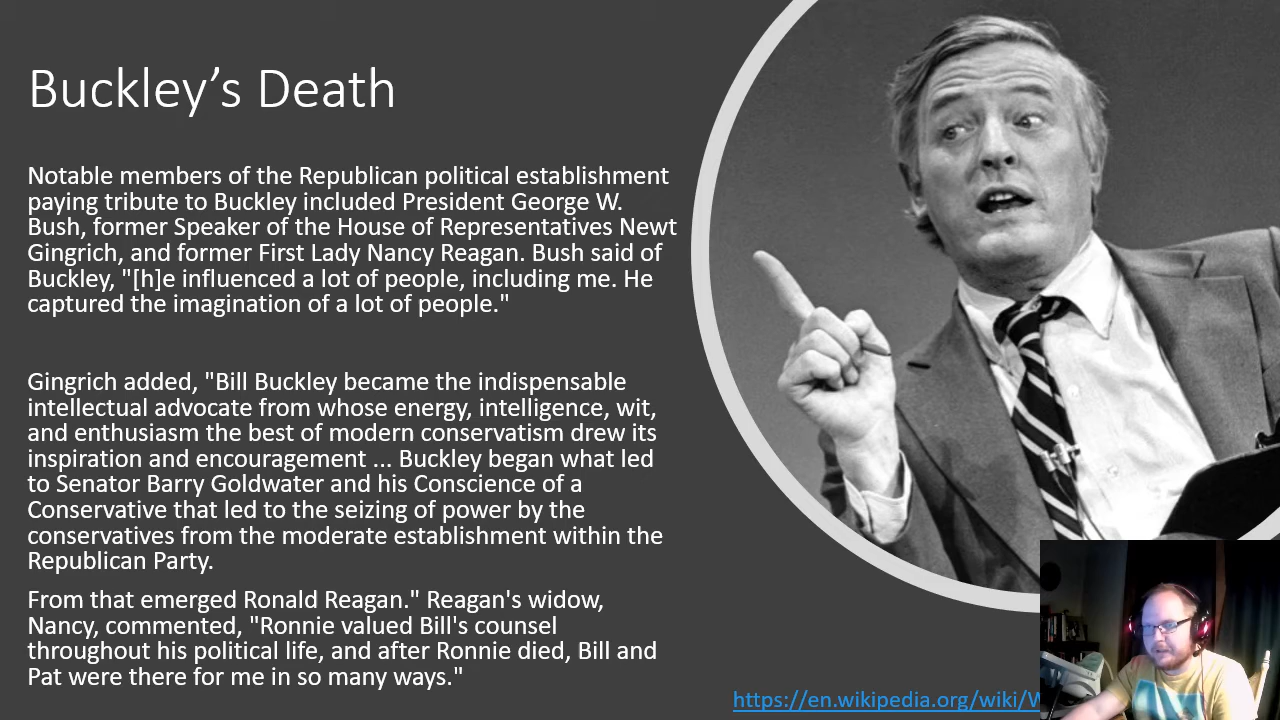 Buckley’s Death
Notable members of the Republican political establishment
paying tribute to Buckley included President George W.
Bush, former Speaker of the House of Representatives Newt
Gingrich, and former First Lady Nancy Reagan. Bush said of
Buckley, "[h]e influenced a lot of people, including me. He
captured the imagination of a lot of people."
Gingrich added, "Bill Buckley became the indispensable
intellectual advocate from whose energy, intelligence, wit,
and enthusiasm the best of modern conservatism drew its
inspiration and encouragement ... Buckley began what led
to Senator Barry Goldwater and his Conscience of a
Conservative that led to the seizing of power by the
conservatives from the moderate establishment within the
Republican Party.
From that emerged Ronald Reagan." Reagan's widow,
Nancy, commented, "Ronnie valued Bill's counsel
throughout his political life, and after Ronnie died, Bill and
Pat were there for me in so many ways."
https://en.wikipedia.org/wiki/W